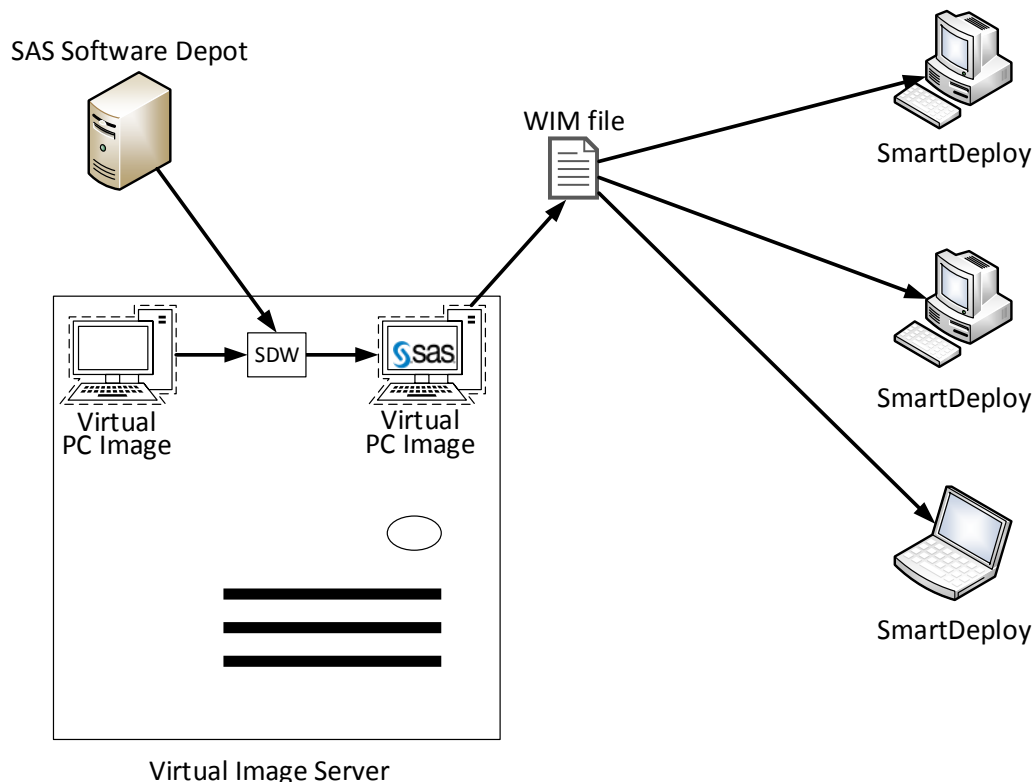 SAS Software Depot
WIM file
SmartDeploy
SDW
sas
Virtual
PC Image
Virtual
PC Image
SmartDeploy
SmartDeploy
Virtual Image Server